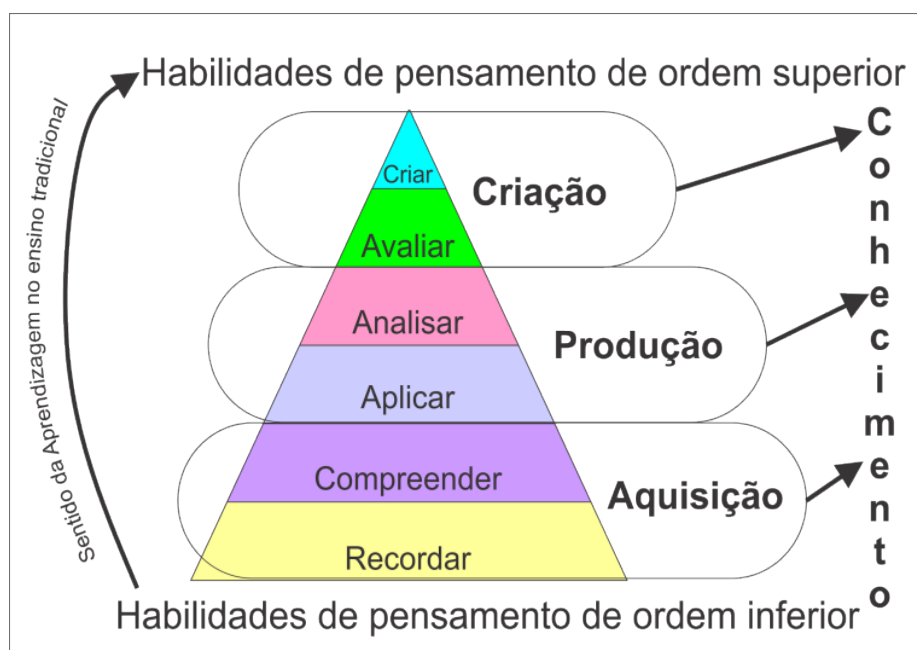 Habilidades de pensamento de ordem superior
Sentido da Aprendizagem no ensino tradicional
Criar
Criação
Avaliar
Analisar
Produção
Aplicar
Compreender
Aquisição
Recordar
Conhecimento
Habilidades de pensamento de ordem inferior